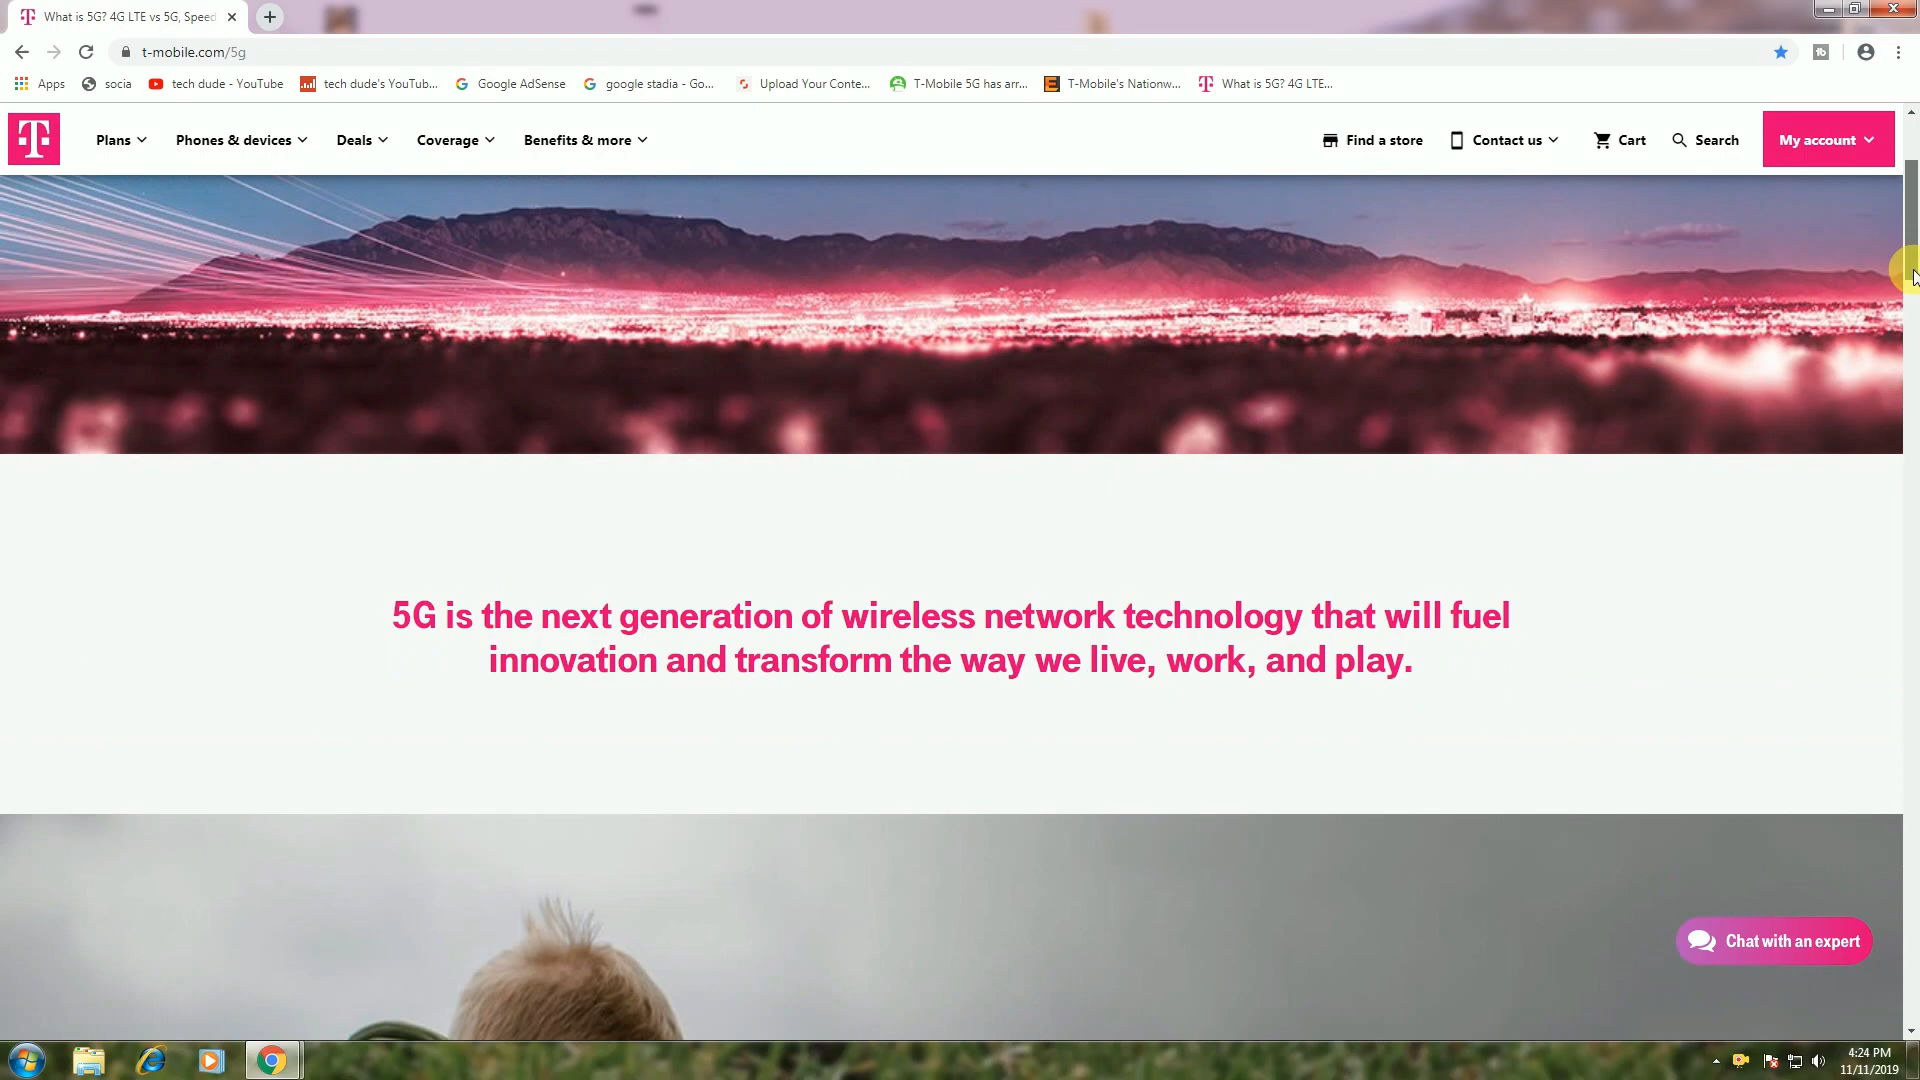 What is 5G? 4G LTE vs 5G, Speed
t-mobile.com/5g
Apps
socia
tech dude - YouTube
tech dude's YouTub...
Google AdSense
google stadia - Go...
Upload Your Conte...
T-Mobile 5G has arr...
T-Mobile's Nationw...
What is 5G? 4G LTE...
T
Plans
Phones & devices
Deals
Coverage
Benefits & more
Find a store
Contact us
Cart
Search
My account
5G is the next generation of wireless network technology that will fuel
innovation and transform the way we live, work, and play.
Chat with an expert
4:24 PM
11/11/2019